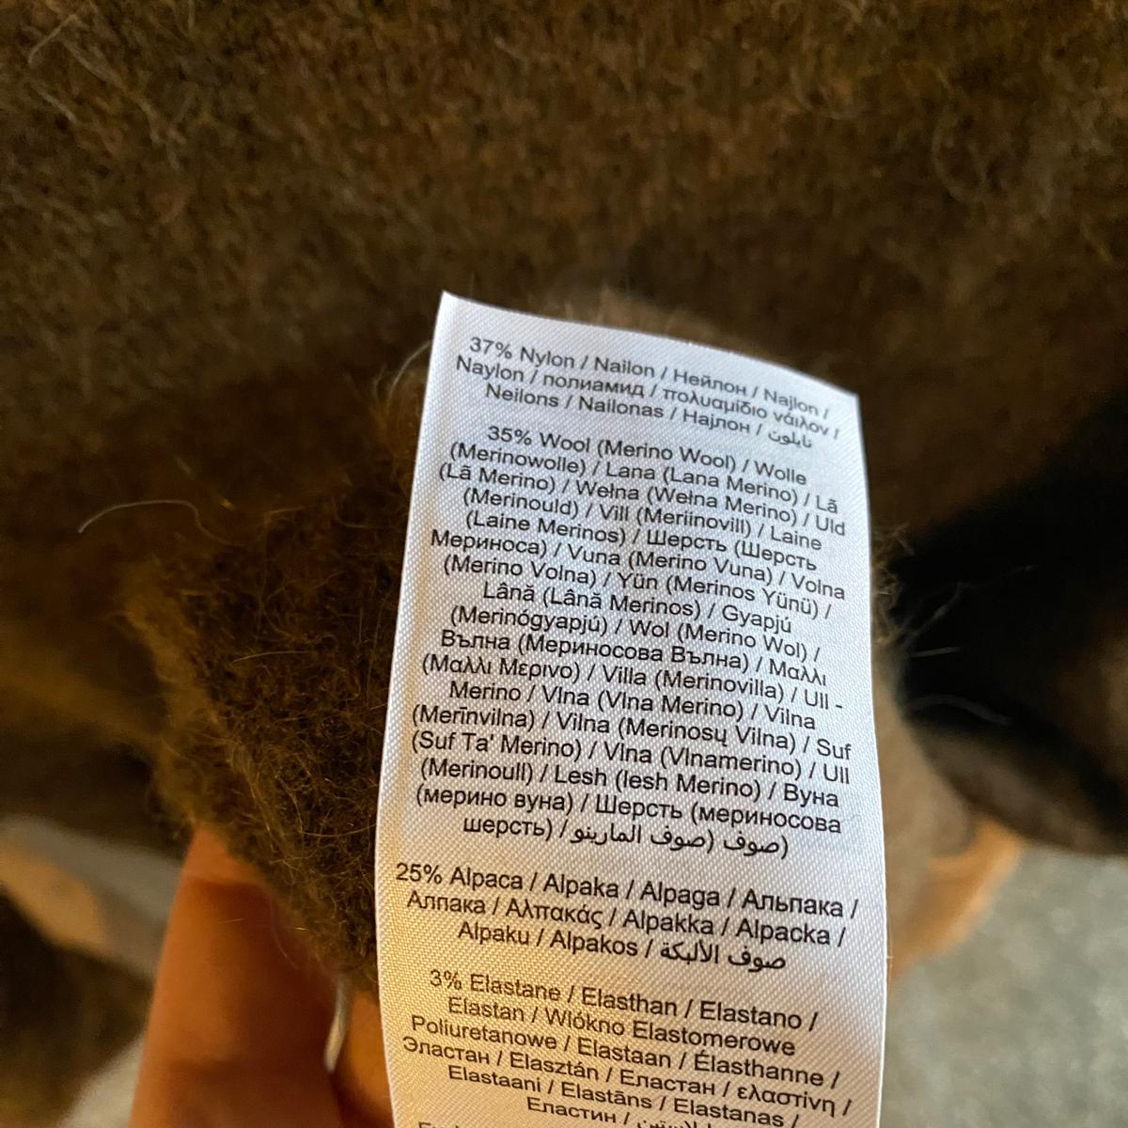 37% Nylon / Nailon / Нейлон / Najlon /
Naylon / полиамид / πολυαμίδιο νάιλον /
Neilons / Nailonas / Најлон / نايلون
35% Wool (Merino Wool) / Wolle
(Merinowolle) / Lana (Lana Merino) / Lã
(Lã Merino) / Wełna (Wełna Merino) / Uld
(Merinould) / Vill (Meriinovill) / Laine
(Laine Merinos) / Шерсть (Шерсть
Мериноса) / Vuna (Merino Vuna) / Volna
(Merino Volna) / Yün (Merinos Yünü) /
Lână (Lână Merinos) / Gyapjú
(Merinógyapjú) / Wol (Merino Wol) /
Вълна (Мериносова Вълна) / Μαλλι
(Μαλλι Μερινο) / Villa (Merinovilla) / Ull -
Merino / Vlna (Vlna Merino) / Vilna
(Merīnvilna) / Vilna (Merinosų Vilna) / Suf
(Suf Ta' Merino) / Vlna (Vlnamerino) / Ull
(Merinoull) / Lesh (lesh Merino) / Вуна
(мерино вуна) / Шерсть (мериносова
шерсть) / صوف (صوف المارينو)
25% Alpaca / Alpaka / Alpaga / Альпака /
Алпака / Αλπακάς / Alpakka / Alpacka /
Alpaku / Alpakos / صوف الألبكة
3% Elastane / Elasthan / Elastano /
Elastan / Wlókno Elastomerowe
Poliuretanowe / Elastaan / Élasthanne /
Эластан / Elasztán / Еластан / ελαστίνη /
Elastaani / Elastāns / Elastanas /
Еластин /